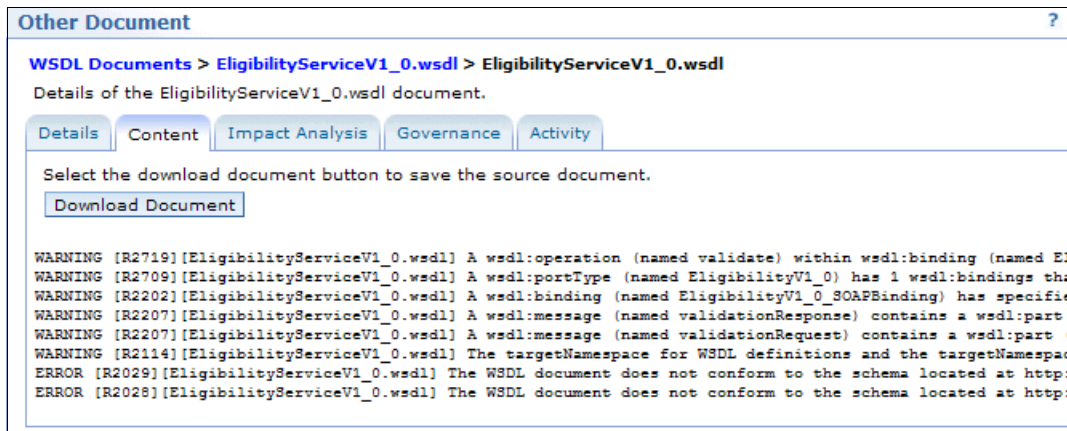 Other Document ?
WSDL Documents > EligibilityServiceV1_0.wsdl > EligibilityServiceV1_0.wsdl
Details of the EligibilityServiceV1_0.wsdl document.
Details Content Impact Analysis Governance Activity
Select the download document button to save the source document.
Download Document
WARNING [R2719][EligibilityServiceV1_0.wsdl] A wsdl:operation (named validate) within wsdl:binding (named El
WARNING [R2709][EligibilityServiceV1_0.wsdl] A wsdl:portType (named EligibilityV1_0) has 1 wsdl:bindings tha
WARNING [R2202][EligibilityServiceV1_0.wsdl] A wsdl:binding (named EligibilityV1_0_SOAPBinding) has specifie
WARNING [R2207][EligibilityServiceV1_0.wsdl] A wsdl:message (named validationResponse) contains a wsdl:part
WARNING [R2207][EligibilityServiceV1_0.wsdl] A wsdl:message (named validationRequest) contains a wsdl:part
WARNING [R2114][EligibilityServiceV1_0.wsdl] The targetNamespace for WSDL definitions and the targetNamespac
ERROR [R2029][EligibilityServiceV1_0.wsdl] The WSDL document does not conform to the schema located at http:
ERROR [R2028][EligibilityServiceV1_0.wsdl] The WSDL document does not conform to the schema located at http: